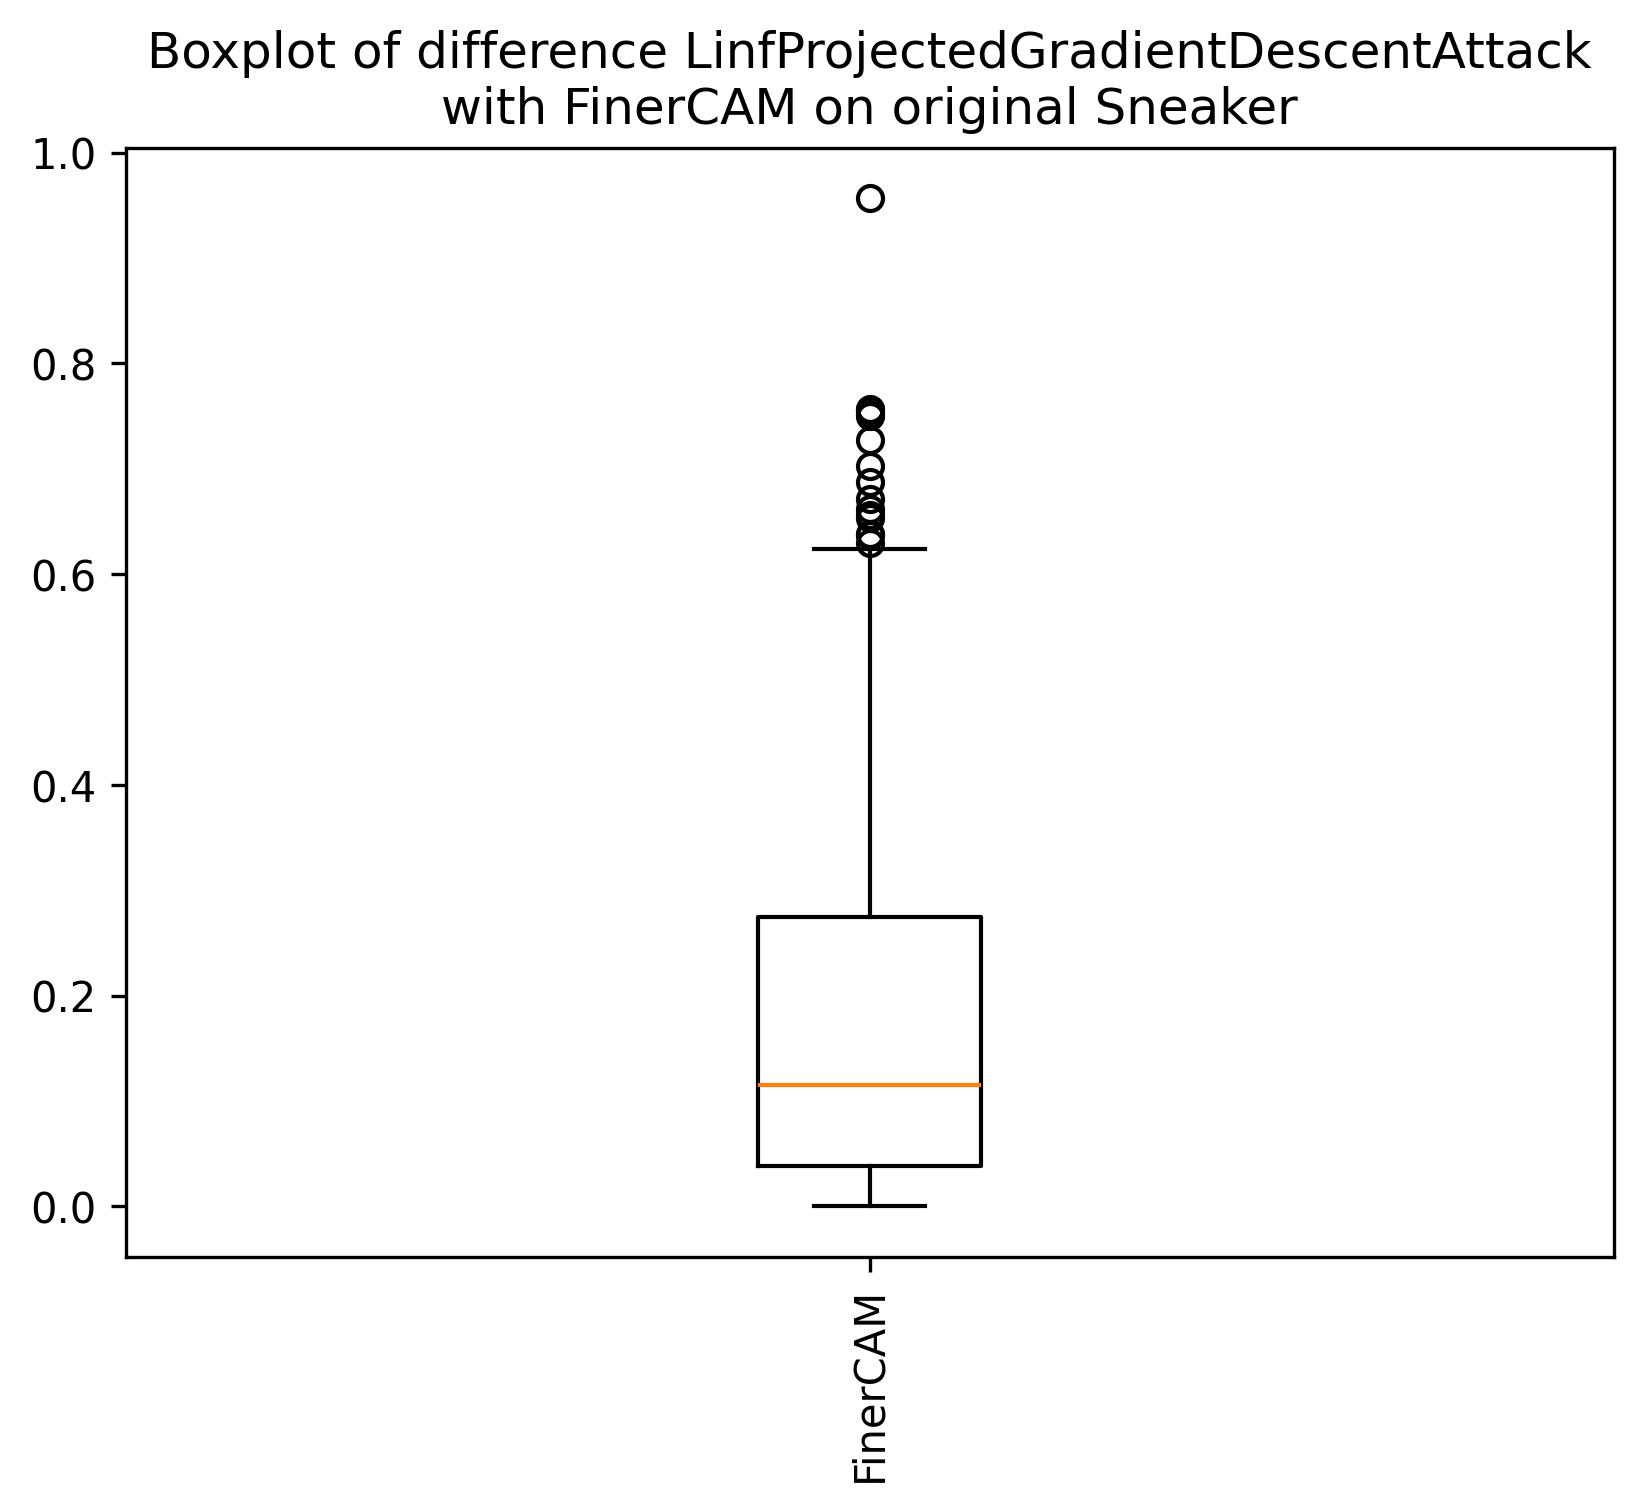 Boxplot of difference LinfProjectedGradientDescentAttack
with FinerCAM on original Sneaker
1.0
0.8
0.6
0.4
0.2
0.0
FinerCAM